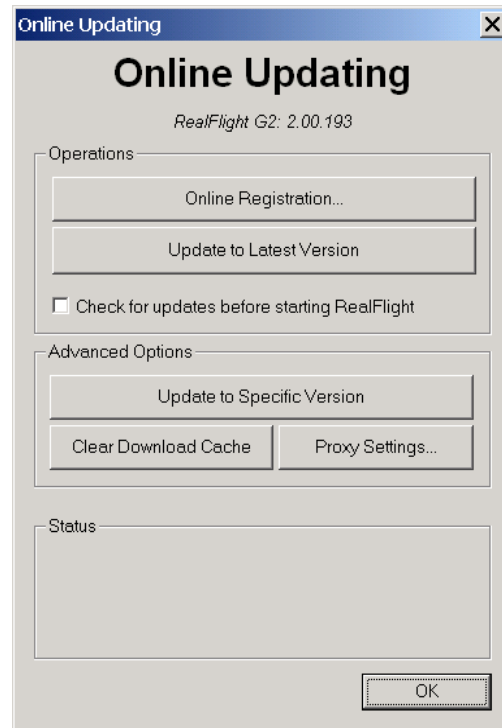 Online Updating
Online Updating
RealFlight G2: 2.00.193
Operations
Online Registration...
Update to Latest Version
Check for updates before starting RealFlight
Advanced Options
Update to Specific Version
Clear Download Cache
Proxy Settings...
Status
OK